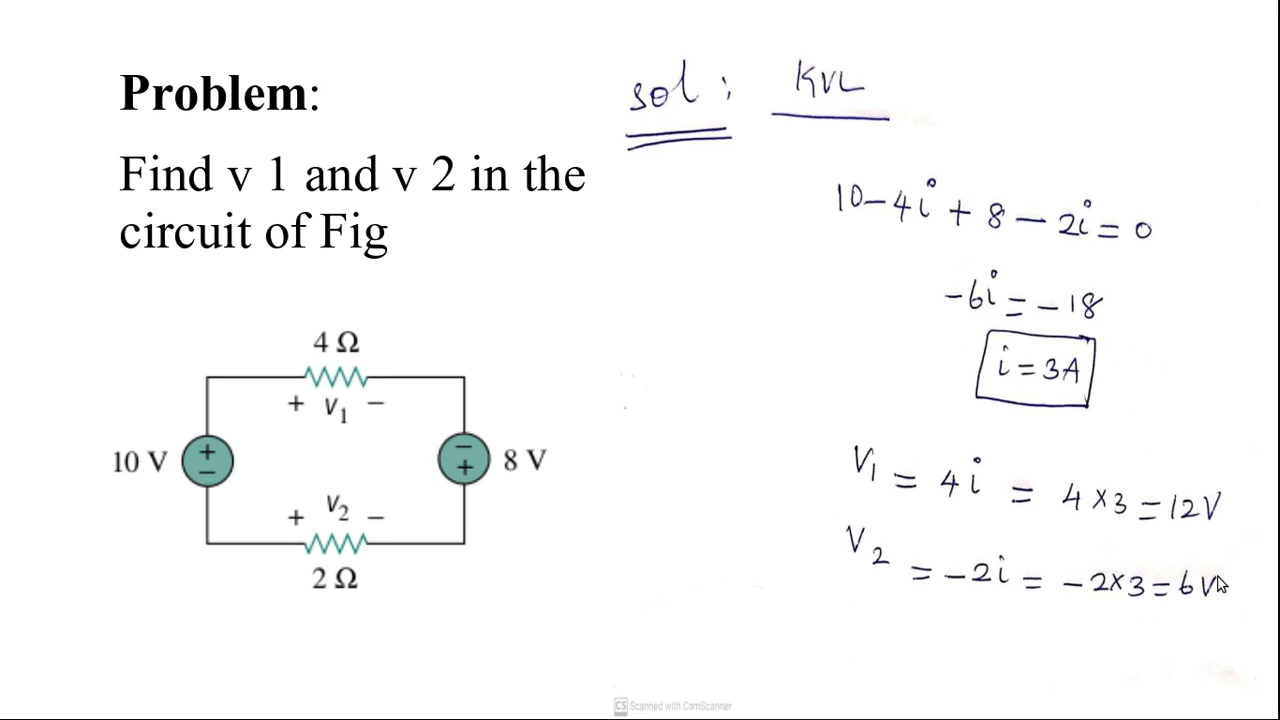 Problem:
Find v 1 and v 2 in the
circuit of Fig
4 Ω
+ V₁ −
10 V
+
−
−
+
8 V
+ V₂ −
2 Ω
sol: KVL
10-4i + 8 - 2i = 0
-6i = -18
i = 3A
V₁ = 4i = 4×3 = 12V
V₂ = -2i = -2×3 = 6V
CS Scanned with CamScanner